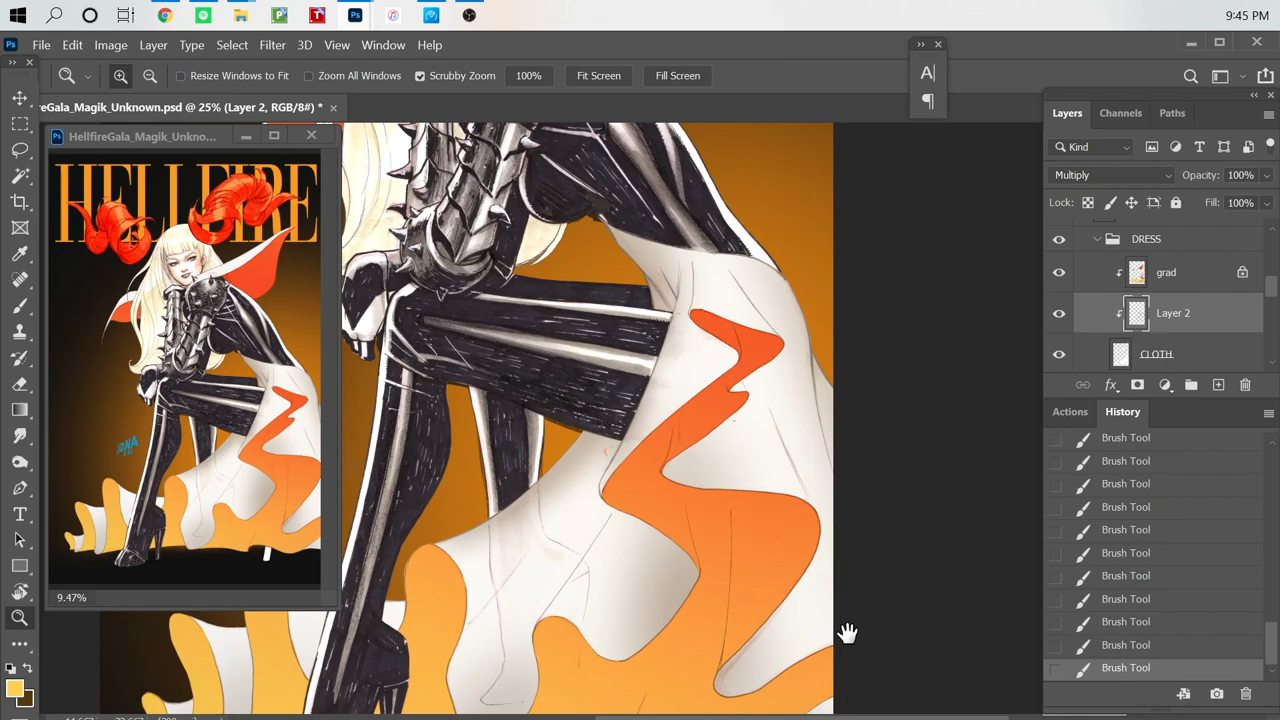 9:45 PM
Ps File Edit Image Layer Type Select Filter 3D View Window Help
Resize Windows to Fit Zoom All Windows Scrubby Zoom 100% Fit Screen Fill Screen
reGala_Magik_Unknown.psd @ 25% (Layer 2, RGB/8#) *
HellfireGala_Magik_Unkno...
HELLFIRE
9.47%
Layers Channels Paths
Kind
Multiply Opacity: 100%
Lock: Fill: 100%
DRESS
grad
Layer 2
CLOTH
fx
Actions History
Brush Tool
Brush Tool
Brush Tool
Brush Tool
Brush Tool
Brush Tool
Brush Tool
Brush Tool
Brush Tool
Brush Tool
Brush Tool